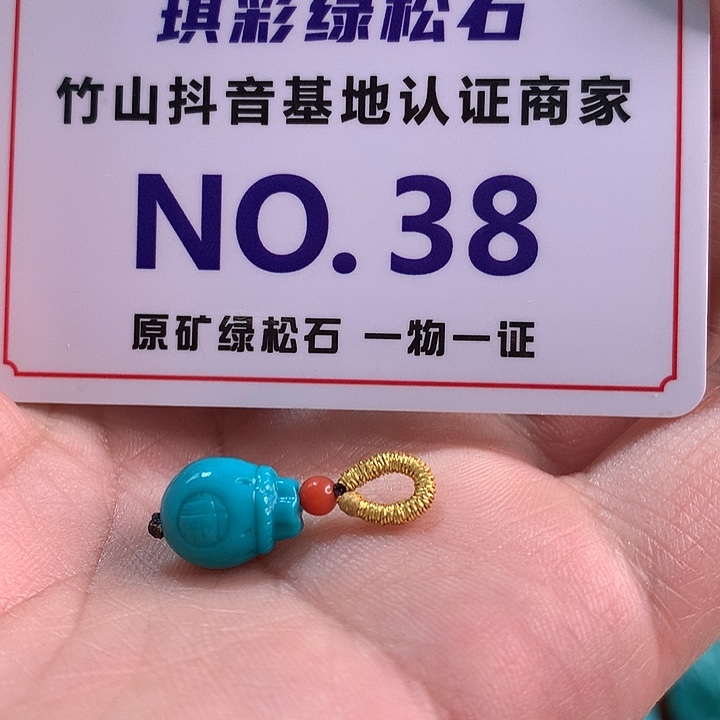 琪彩绿松石
竹山抖音基地认证商家
NO. 38
原矿绿松石 一物一证